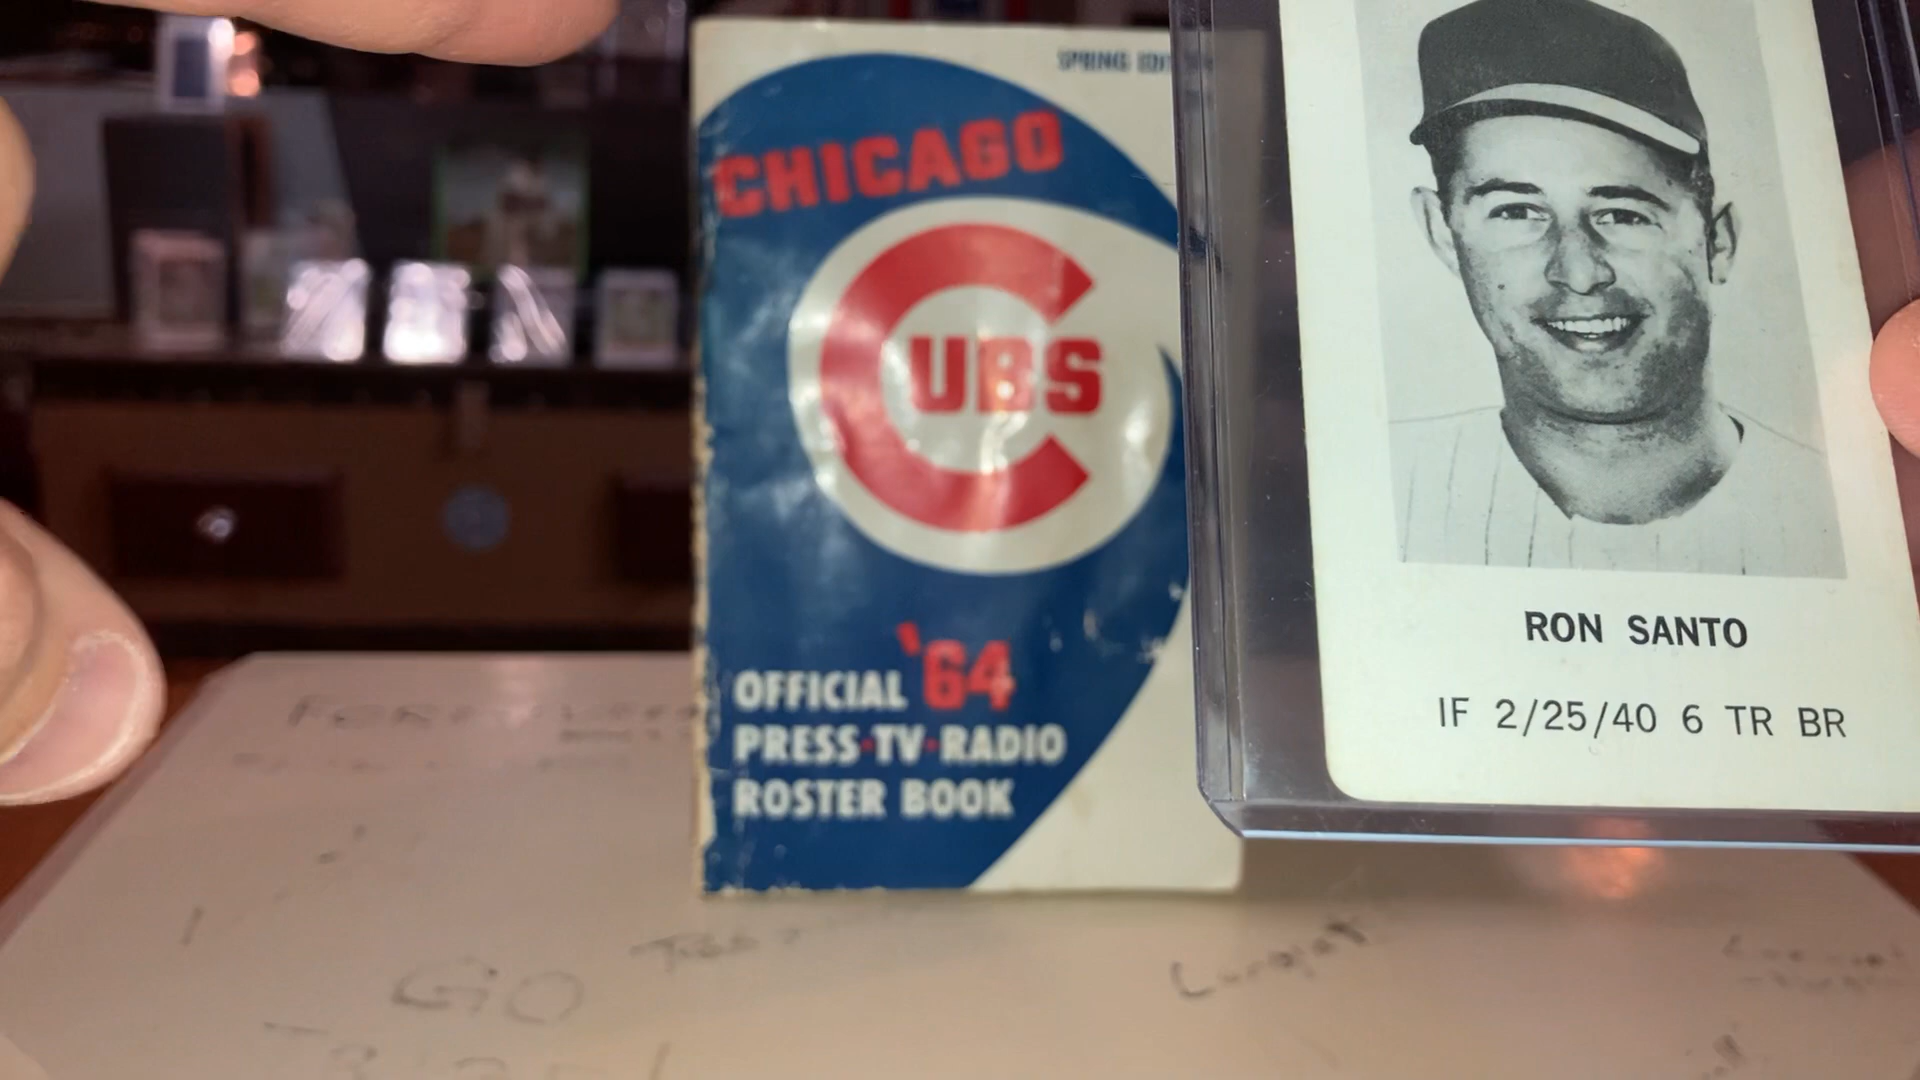 SPRING
CHICAGO
CUBS
OFFICIAL '64
PRESS·TV·RADIO
ROSTER BOOK
RON SANTO
IF 2/25/40 6 TR BR
GO